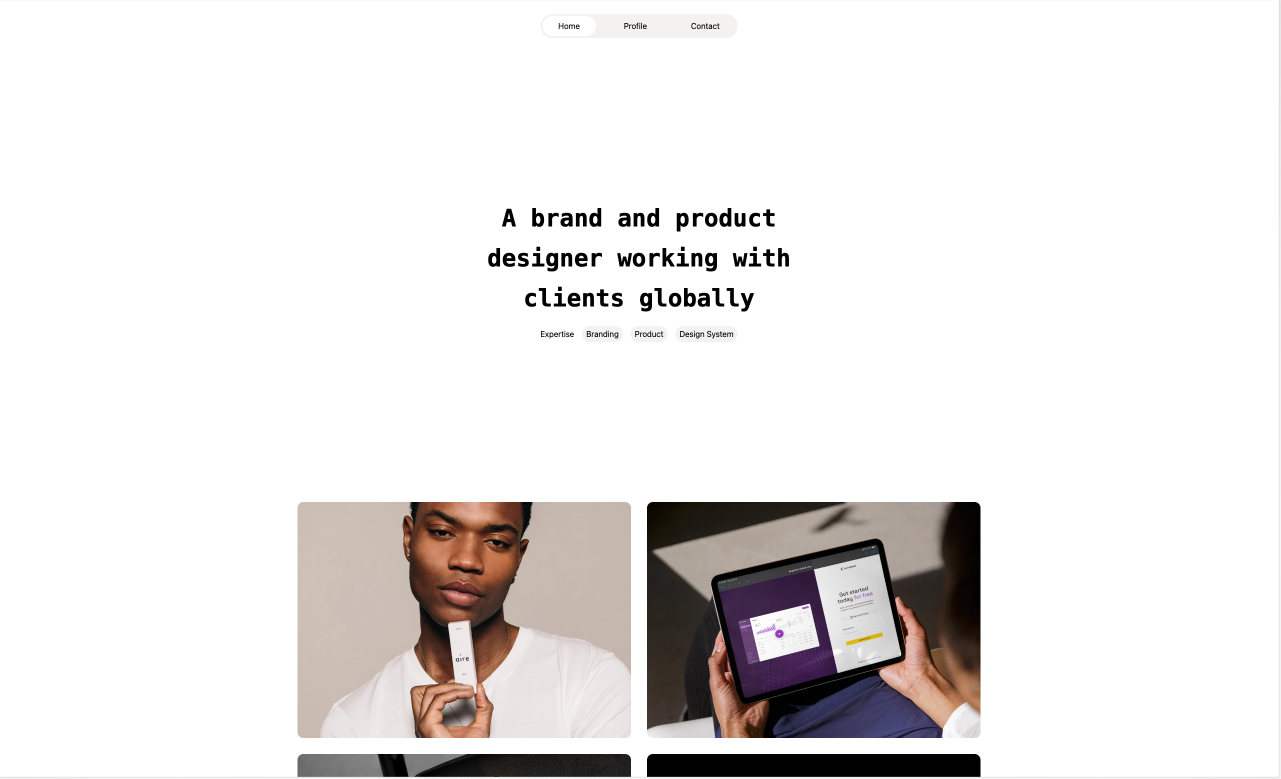 Home
Profile
Contact
A brand and product
designer working with
clients globally
Expertise
Branding
Product
Design System
aire
Get started
today for free